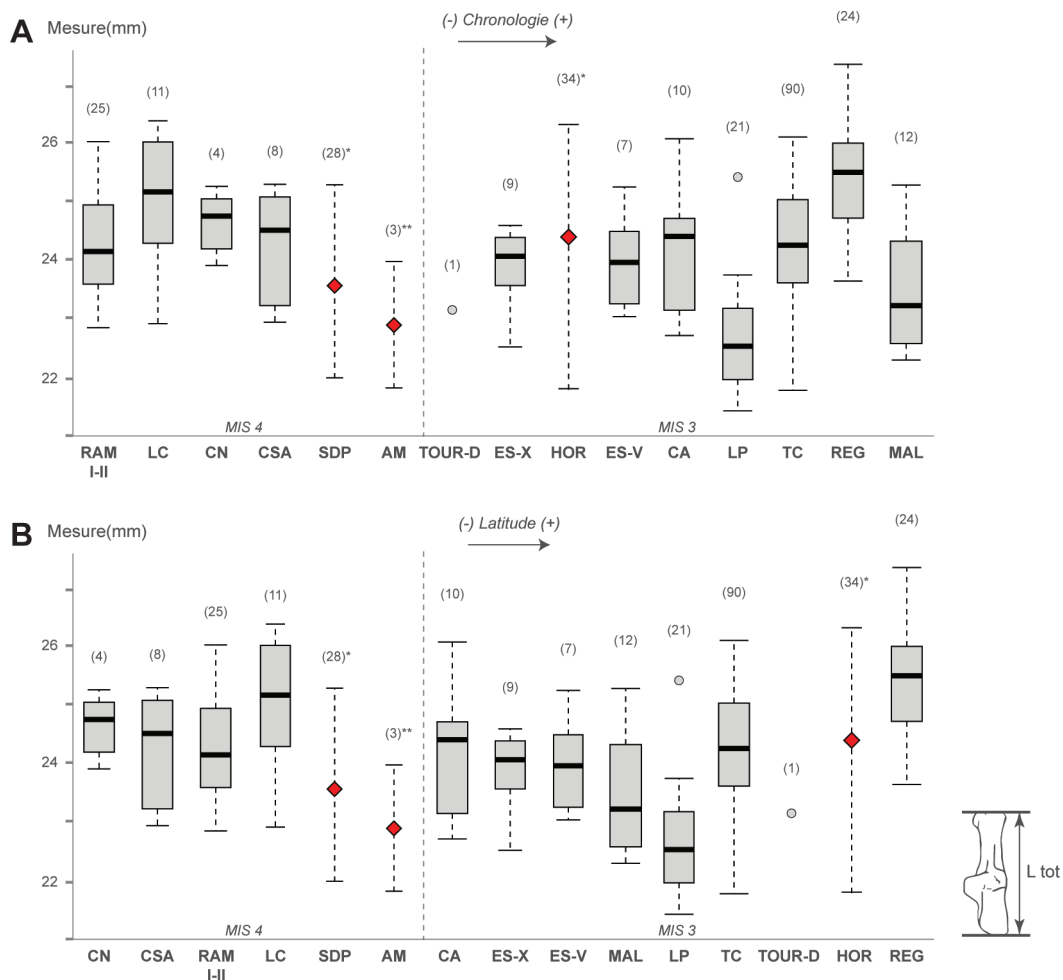 A
Mesure(mm)
(-) Chronologie (+)
(25)
(11)
(4)
(8)
(28)*
(3)**
(1)
(9)
(34)*
(7)
(10)
(21)
(90)
(24)
(12)
26
24
22
MIS 4
MIS 3
RAM I-II
LC
CN
CSA
SDP
AM
TOUR-D
ES-X
HOR
ES-V
CA
LP
TC
REG
MAL
B
Mesure(mm)
(-) Latitude (+)
(4)
(8)
(25)
(11)
(28)*
(3)**
(10)
(9)
(7)
(12)
(21)
(90)
(1)
(34)*
(24)
26
24
22
MIS 4
MIS 3
CN
CSA
RAM I-II
LC
SDP
AM
CA
ES-X
ES-V
MAL
LP
TC
TOUR-D
HOR
REG
L tot